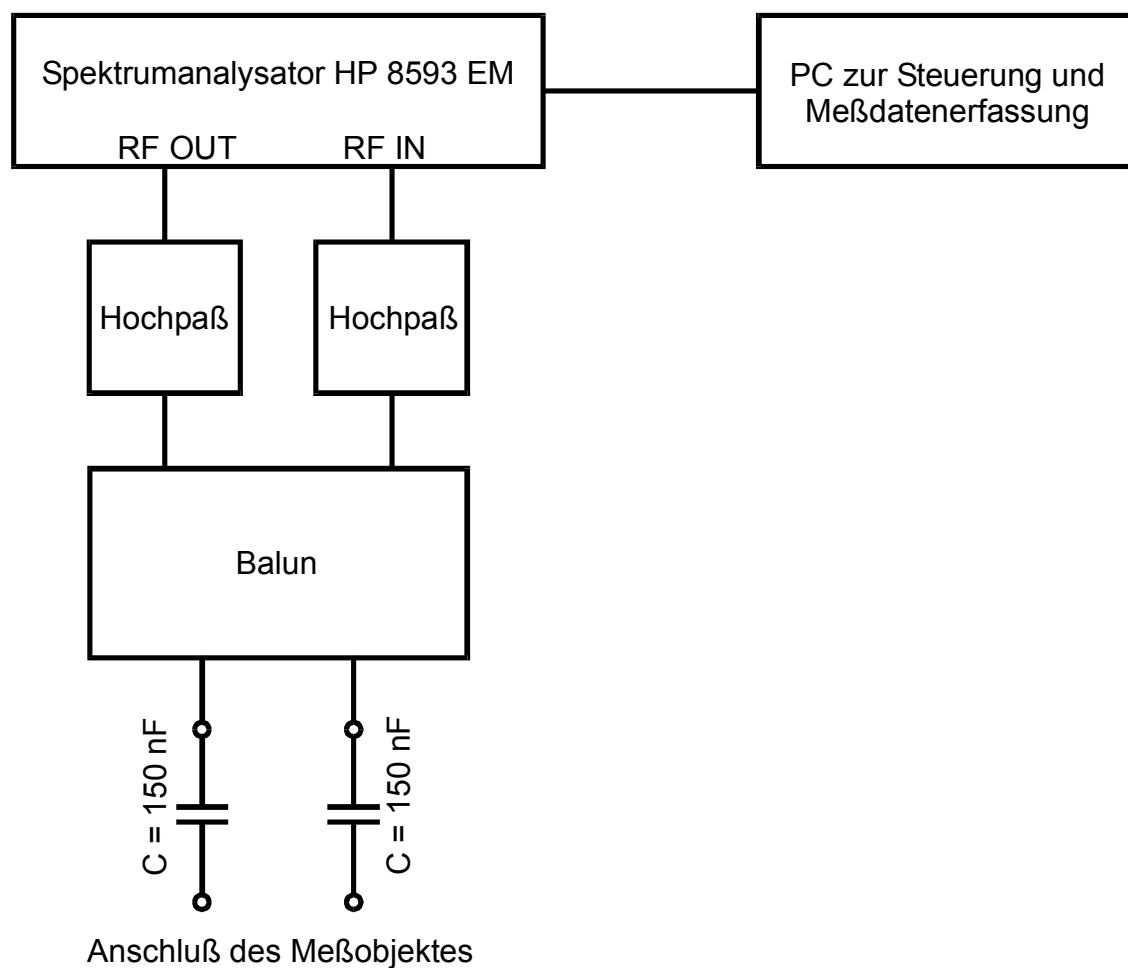 Spektrumanalysator HP 8593 EM
RF OUT
RF IN
PC zur Steuerung und
Meßdatenerfassung
Hochpaß
Hochpaß
Balun
C = 150 nF
C = 150 nF
Anschluß des Meßobjektes